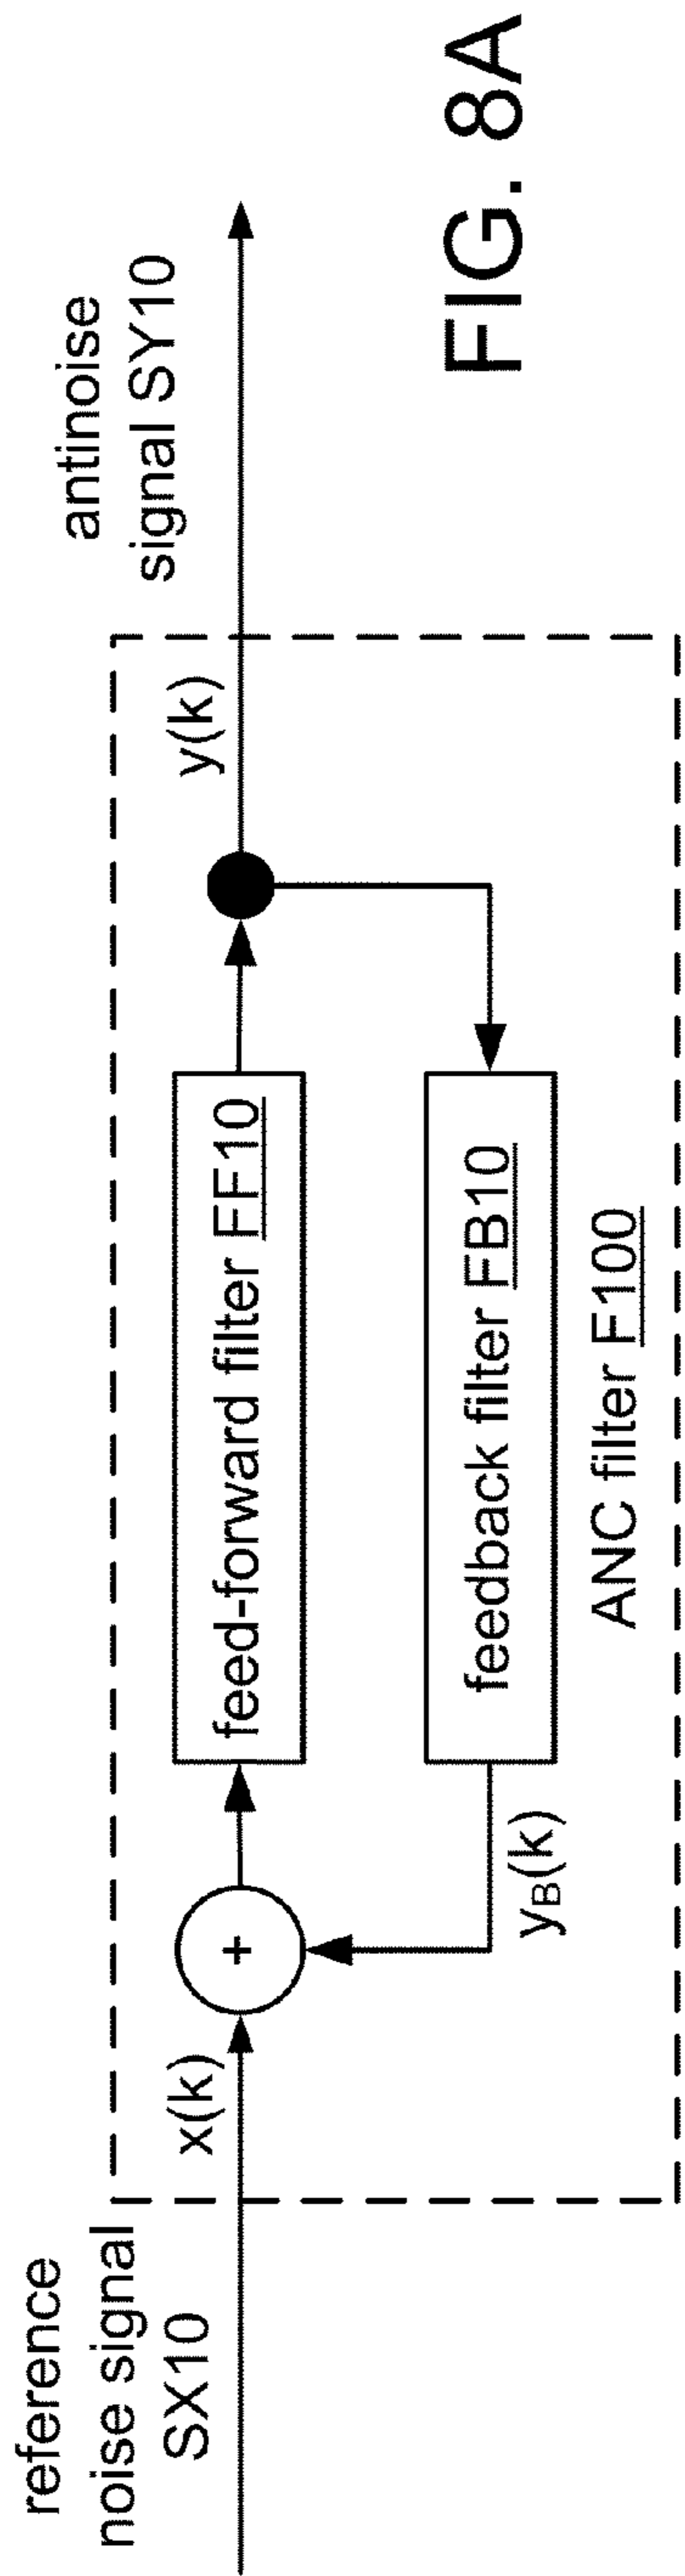 reference
noise signal
SX10
x(k)
+
feed-forward filter FF10
y(k)
antinoise
signal SY10
yB(k)
feedback filter FB10
ANC filter F100
FIG. 8A